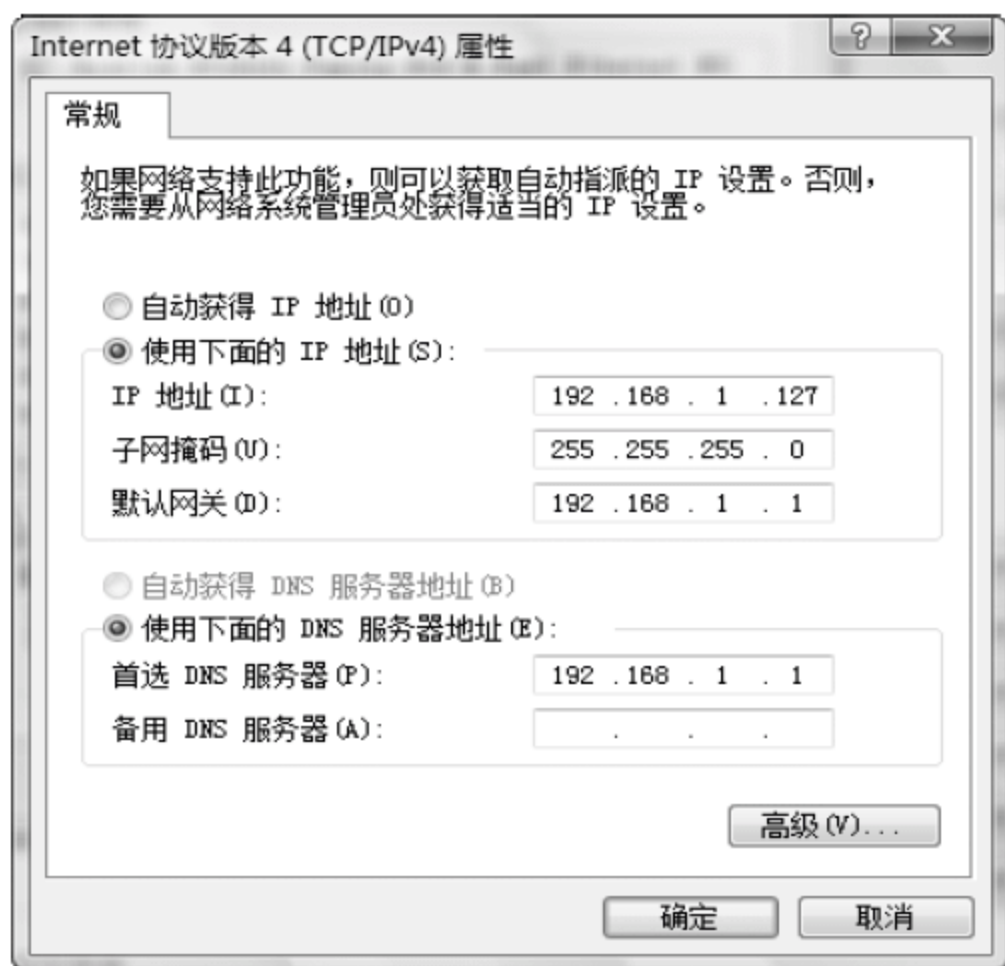 Internet 协议版本 4 (TCP/IPv4) 属性
常规
如果网络支持此功能，则可以获取自动指派的 IP 设置。否则，
您需要从网络系统管理员处获得适当的 IP 设置。
自动获得 IP 地址(O)
使用下面的 IP 地址(S):
IP 地址(I): 192 .168 . 1 .127
子网掩码(U): 255 .255 .255 . 0
默认网关(D): 192 .168 . 1 . 1
自动获得 DNS 服务器地址(B)
使用下面的 DNS 服务器地址(E):
首选 DNS 服务器(P): 192 .168 . 1 . 1
备用 DNS 服务器(A): . . .
高级(V)...
确定 取消